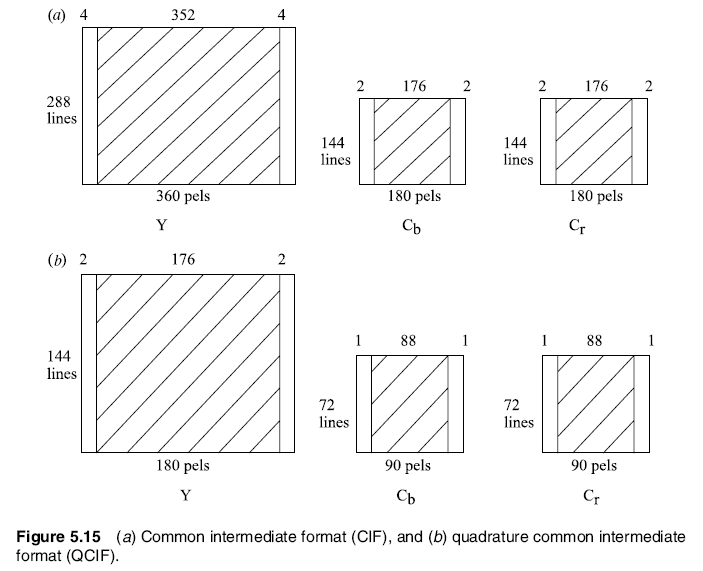 (a) 4 352 4
288
lines
360 pels
Y
2 176 2
144
lines
180 pels
Cb
2 176 2
144
lines
180 pels
Cr
(b) 2 176 2
144
lines
180 pels
Y
1 88 1
72
lines
90 pels
Cb
1 88 1
72
lines
90 pels
Cr
Figure 5.15 (a) Common intermediate format (CIF), and (b) quadrature common intermediate
format (QCIF).